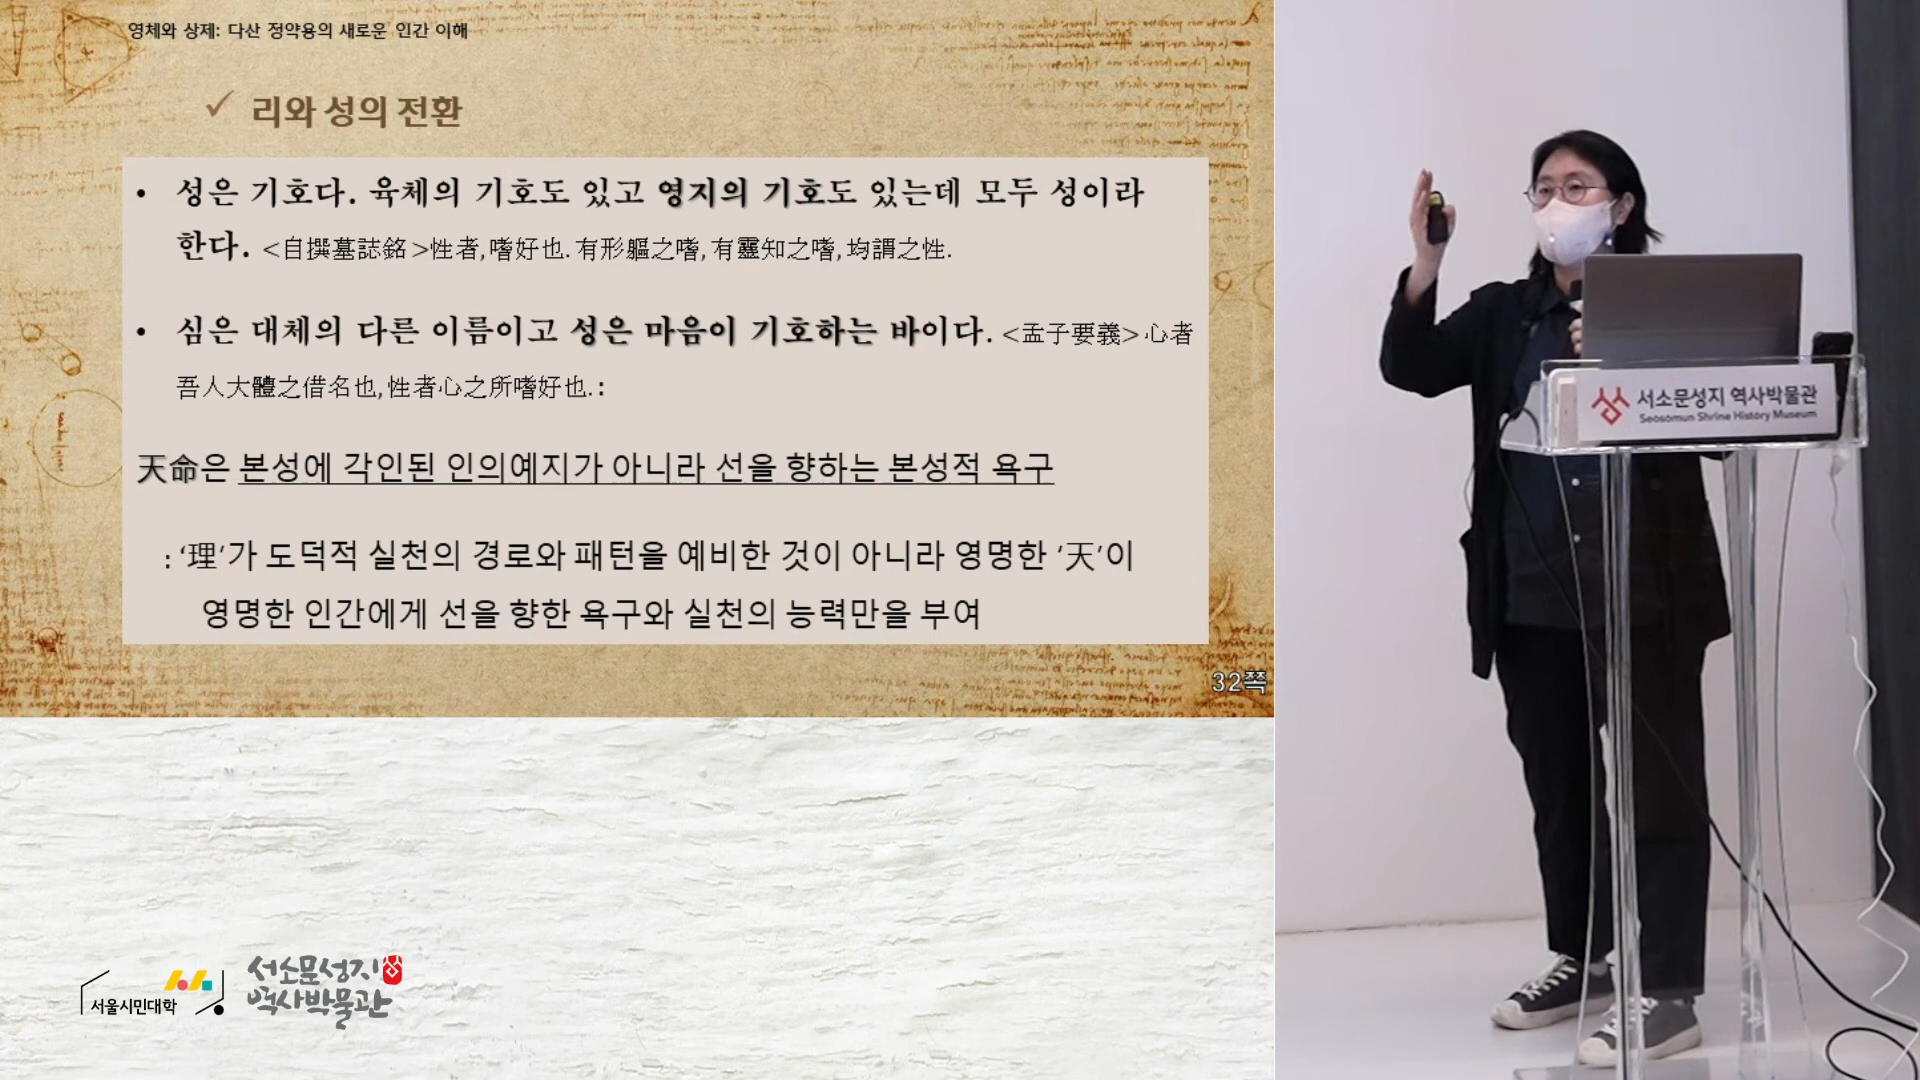 영체와 상제: 다산 정약용의 새로운 인간 이해
✓ 리와 성의 전환
• 성은 기호다. 육체의 기호도 있고 영지의 기호도 있는데 모두 성이라
한다. <自撰墓誌銘>性者,嗜好也. 有形軀之嗜, 有靈知之嗜, 均謂之性.
• 심은 대체의 다른 이름이고 성은 마음이 기호하는 바이다. <孟子要義>心者
吾人大體之借名也, 性者心之所嗜好也. :
天命은 본성에 각인된 인의예지가 아니라 선을 향하는 본성적 욕구
: ‘理’가 도덕적 실천의 경로와 패턴을 예비한 것이 아니라 영명한 ‘天’이
영명한 인간에게 선을 향한 욕구와 실천의 능력만을 부여
32쪽
서소문성지 역사박물관
Seosomun Shrine History Museum
서울시민대학
서소문성지
역사박물관